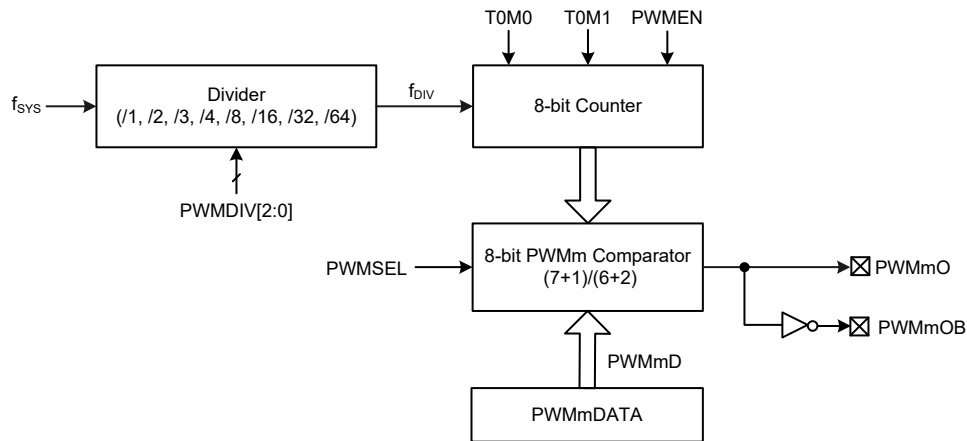 T0M0
T0M1
PWMEN
fSYS
Divider
(/1, /2, /3, /4, /8, /16, /32, /64)
fDIV
8-bit Counter
PWMDIV[2:0]
PWMSEL
8-bit PWMm Comparator
(7+1)/(6+2)
PWMmO
PWMmOB
PWMmD
PWMmDATA